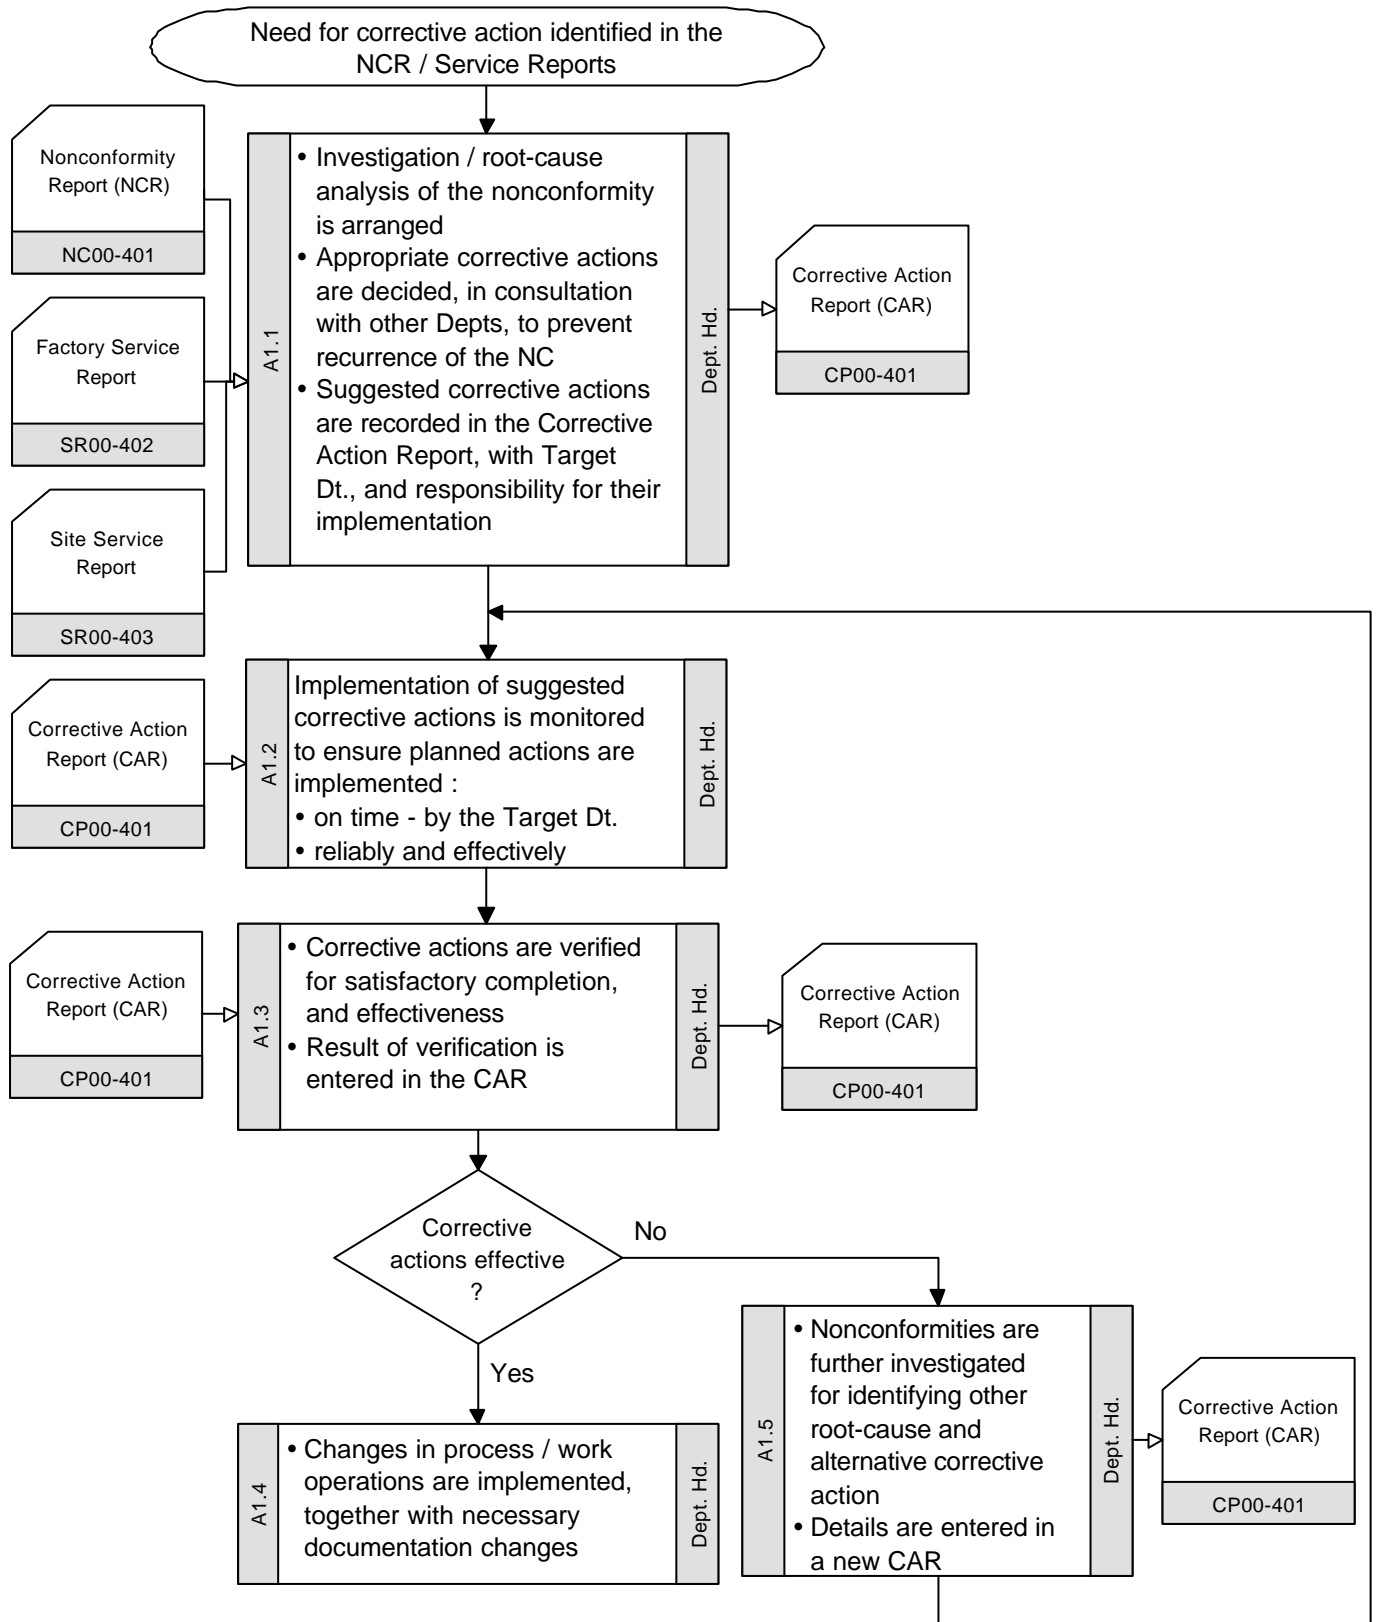 Need for corrective action identified in the
NCR / Service Reports
Nonconformity
Report (NCR)
NC00-401
Factory Service
Report
SR00-402
Site Service
Report
SR00-403
A1.1
• Investigation / root-cause
analysis of the nonconformity
is arranged
• Appropriate corrective actions
are decided, in consultation
with other Depts, to prevent
recurrence of the NC
• Suggested corrective actions
are recorded in the Corrective
Action Report, with Target
Dt., and responsibility for their
implementation
Dept. Hd.
Corrective Action
Report (CAR)
CP00-401
Corrective Action
Report (CAR)
CP00-401
A1.2
Implementation of suggested
corrective actions is monitored
to ensure planned actions are
implemented :
• on time - by the Target Dt.
• reliably and effectively
Dept. Hd.
Corrective Action
Report (CAR)
CP00-401
A1.3
• Corrective actions are verified
for satisfactory completion,
and effectiveness
• Result of verification is
entered in the CAR
Dept. Hd.
Corrective Action
Report (CAR)
CP00-401
Corrective
actions effective
?
No
Yes
A1.4
• Changes in process / work
operations are implemented,
together with necessary
documentation changes
Dept. Hd.
A1.5
• Nonconformities are
further investigated
for identifying other
root-cause and
alternative corrective
action
• Details are entered in
a new CAR
Dept. Hd.
Corrective Action
Report (CAR)
CP00-401